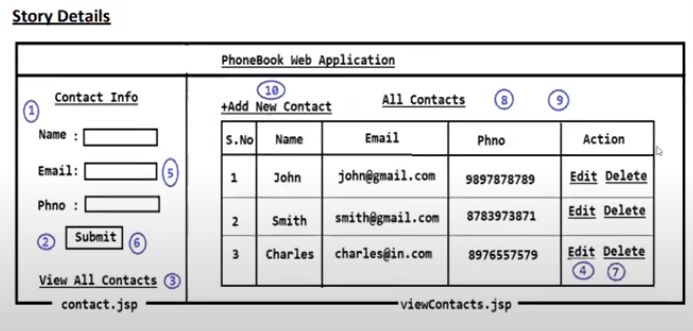 Story Details
PhoneBook Web Application
Contact Info
1
Name :
Email:
5
Phno :
2
Submit
6
View All Contacts
3
contact.jsp
10
+Add New Contact
All Contacts
8
9
S.No Name Email Phno Action
1 John john@gmail.com 9897878789 Edit Delete
2 Smith smith@gmail.com 8783973871 Edit Delete
3 Charles charles@in.com 8976557579 Edit Delete
4
7
viewContacts.jsp